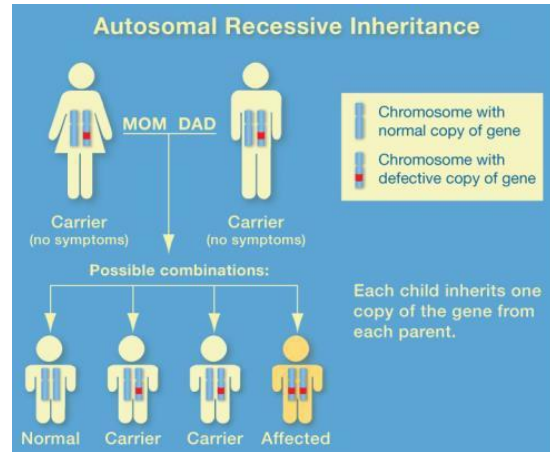 Autosomal Recessive Inheritance
MOM DAD
Carrier
(no symptoms)
Carrier
(no symptoms)
Chromosome with
normal copy of gene
Chromosome with
defective copy of gene
Possible combinations:
Each child inherits one
copy of the gene from
each parent.
Normal
Carrier
Carrier
Affected